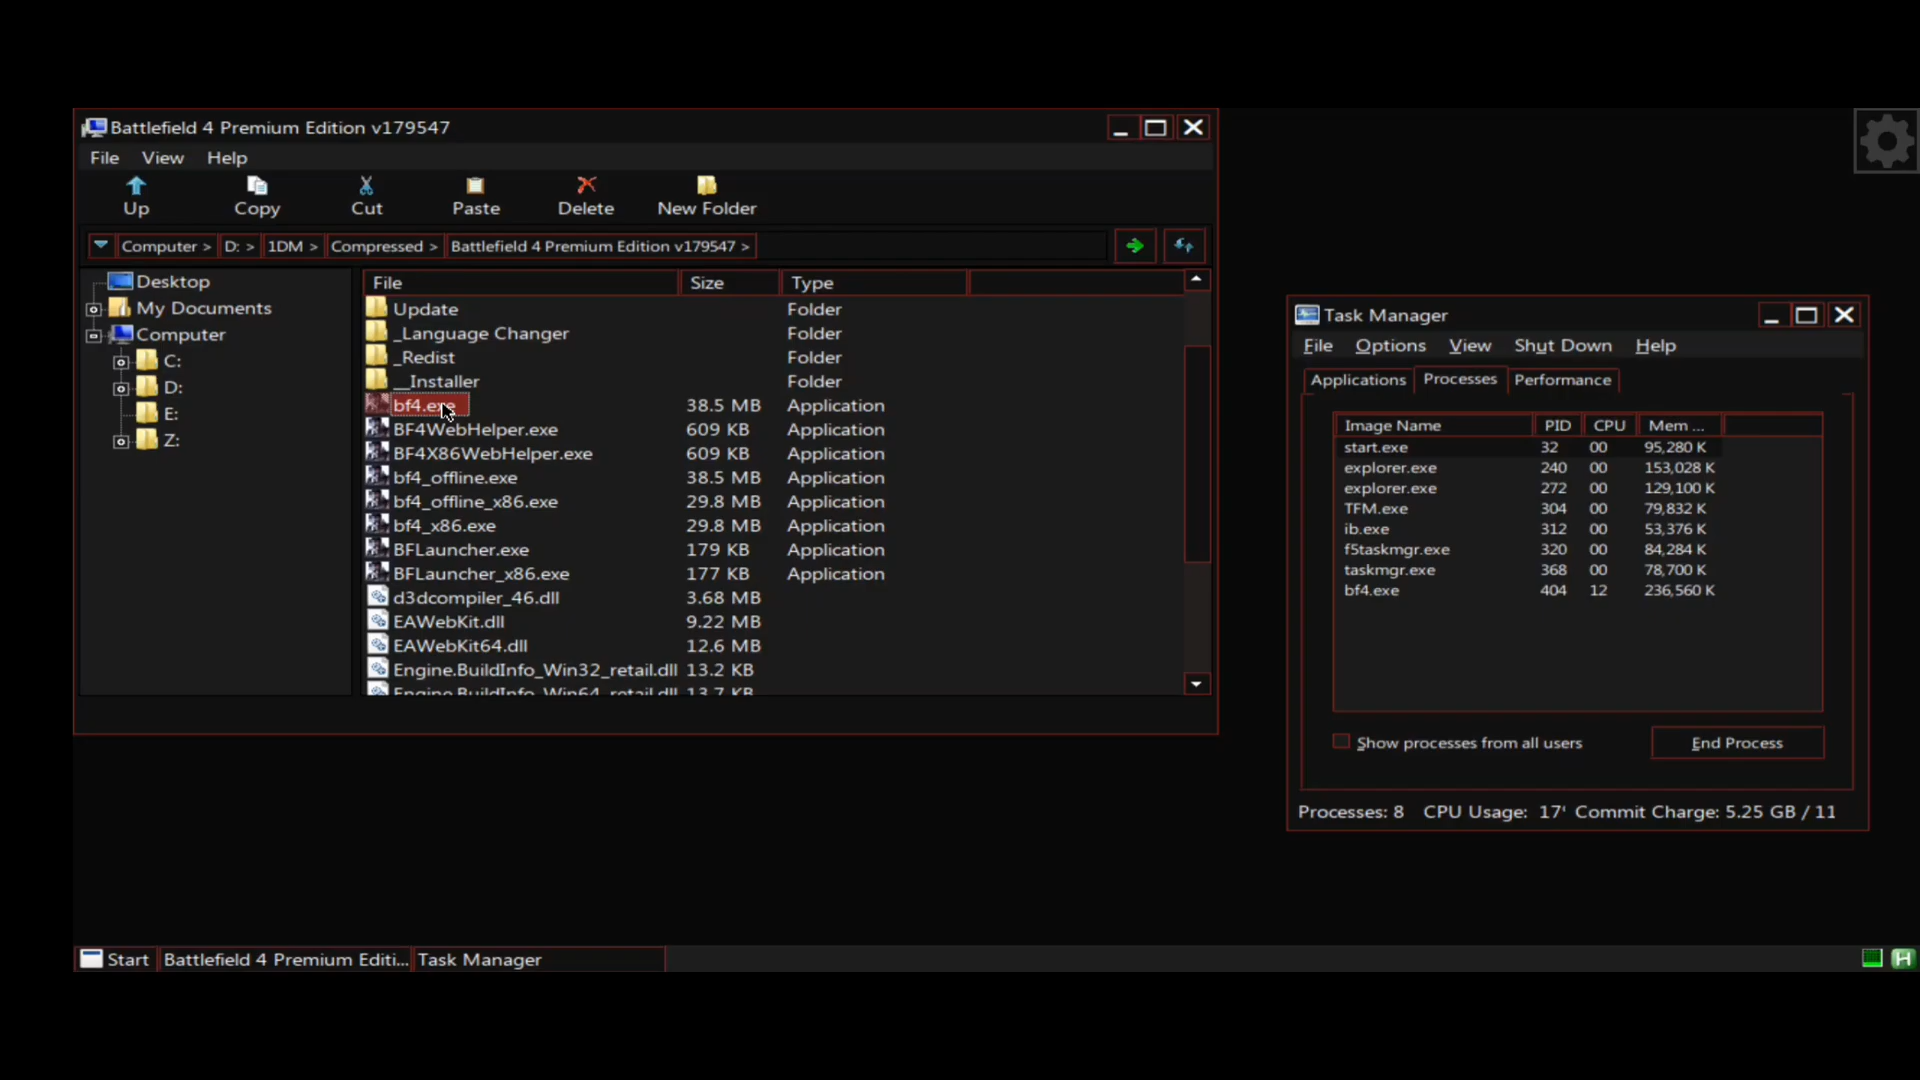 Battlefield 4 Premium Edition v179547
File View Help
Up Copy Cut Paste Delete New Folder
Computer > D: > 1DM > Compressed > Battlefield 4 Premium Edition v179547 >
Desktop
My Documents
Computer
C:
D:
E:
Z:
File Size Type
Update Folder
_Language Changer Folder
_Redist Folder
__Installer Folder
bf4.exe 38.5 MB Application
BF4WebHelper.exe 609 KB Application
BF4X86WebHelper.exe 609 KB Application
bf4_offline.exe 38.5 MB Application
bf4_offline_x86.exe 29.8 MB Application
bf4_x86.exe 29.8 MB Application
BFLauncher.exe 179 KB Application
BFLauncher_x86.exe 177 KB Application
d3dcompiler_46.dll 3.68 MB
EAWebKit.dll 9.22 MB
EAWebKit64.dll 12.6 MB
Engine.BuildInfo_Win32_retail.dll 13.2 KB
Engine.BuildInfo_Win64_retail.dll 13.7 KB
Task Manager
File Options View Shut Down Help
Applications Processes Performance
Image Name PID CPU Mem ...
start.exe 32 00 95,280 K
explorer.exe 240 00 153,028 K
explorer.exe 272 00 129,100 K
TFM.exe 304 00 79,832 K
ib.exe 312 00 53,376 K
f5taskmgr.exe 320 00 84,284 K
taskmgr.exe 368 00 78,700 K
bf4.exe 404 12 236,560 K
Show processes from all users End Process
Processes: 8 CPU Usage: 17' Commit Charge: 5.25 GB / 11
Start Battlefield 4 Premium Editi... Task Manager
H